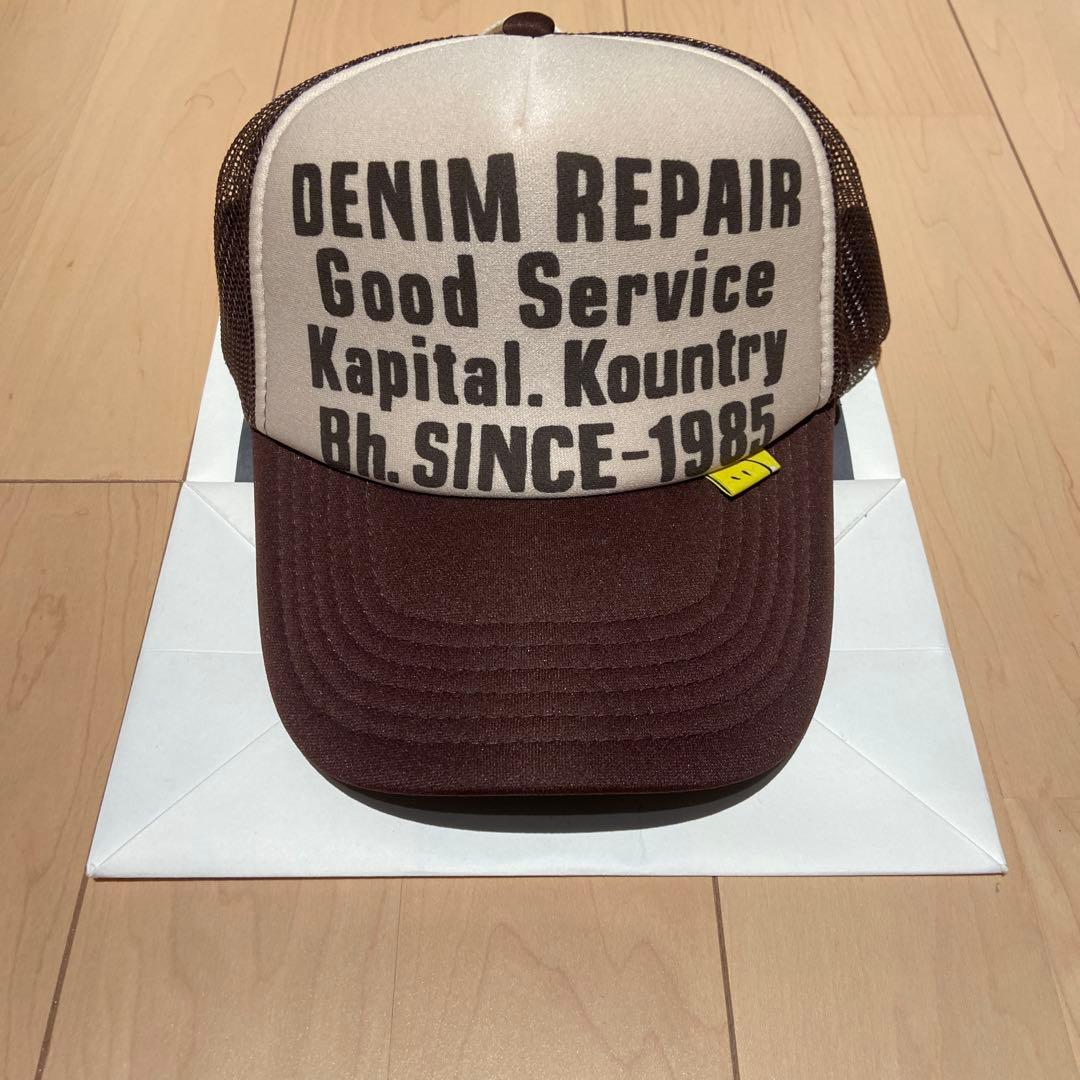 DENIM REPAIR
Good Service
Kapital. Kountry
Bh. SINCE-1985